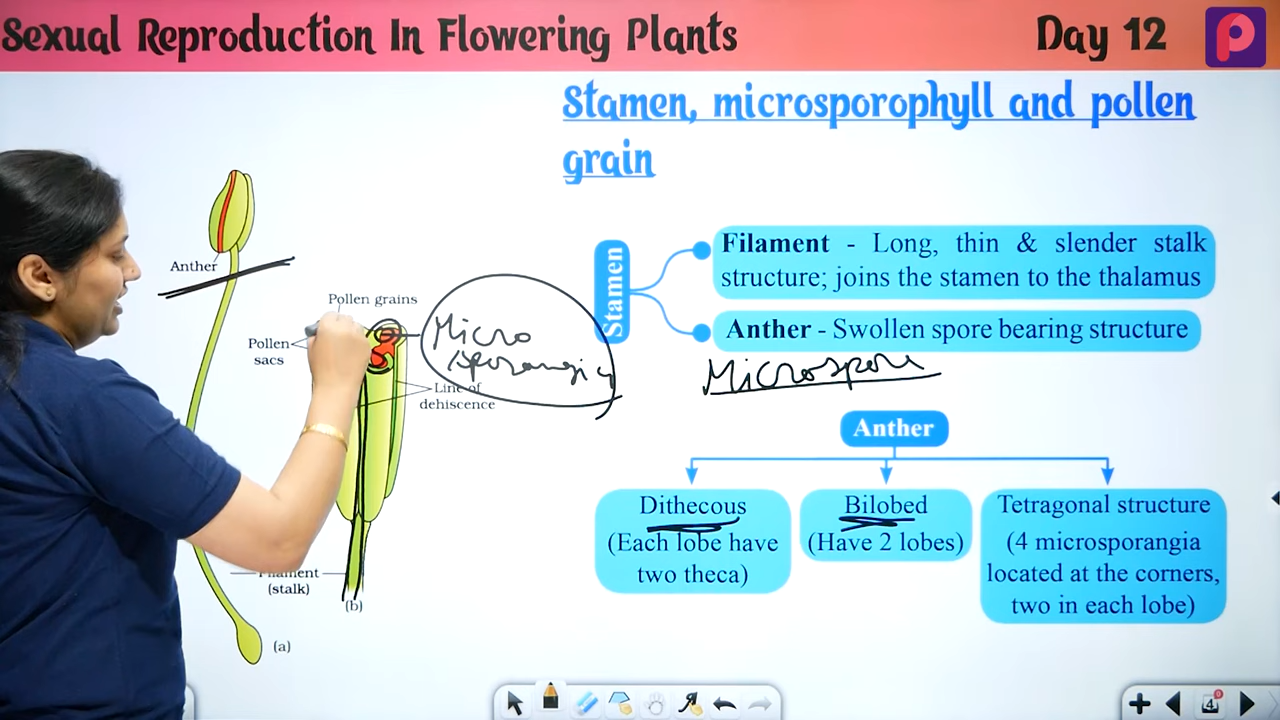 Sexual Reproduction In Flowering Plants
Day 12
Stamen, microsporophyll and pollen
grain
Anther
Pollen grains
Pollen
sacs
Line of
dehiscence
Filament
(stalk)
(a)
(b)
Micro
sporangia
Stamen
Filament - Long, thin & slender stalk
structure; joins the stamen to the thalamus
Anther - Swollen spore bearing structure
Microspore
Anther
Dithecous
(Each lobe have
two theca)
Bilobed
(Have 2 lobes)
Tetragonal structure
(4 microsporangia
located at the corners,
two in each lobe)
4